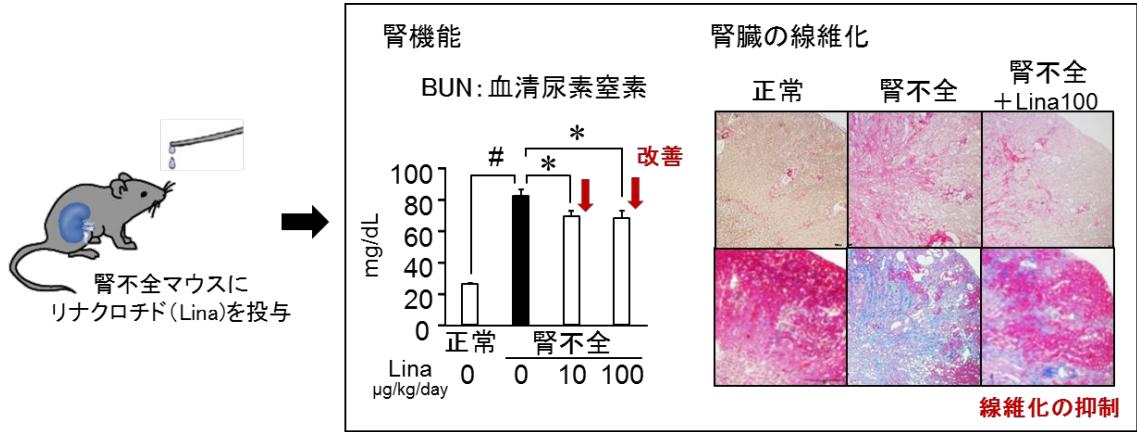 腎不全マウスに
リナクロチド(Lina)を投与
腎機能
BUN:血清尿素窒素
#
*
*
改善
mg/dL
100
80
60
40
20
0
正常
腎不全
Lina
μg/kg/day
0
0
10
100
腎臓の線維化
正常
腎不全
腎不全
+Lina100
線維化の抑制